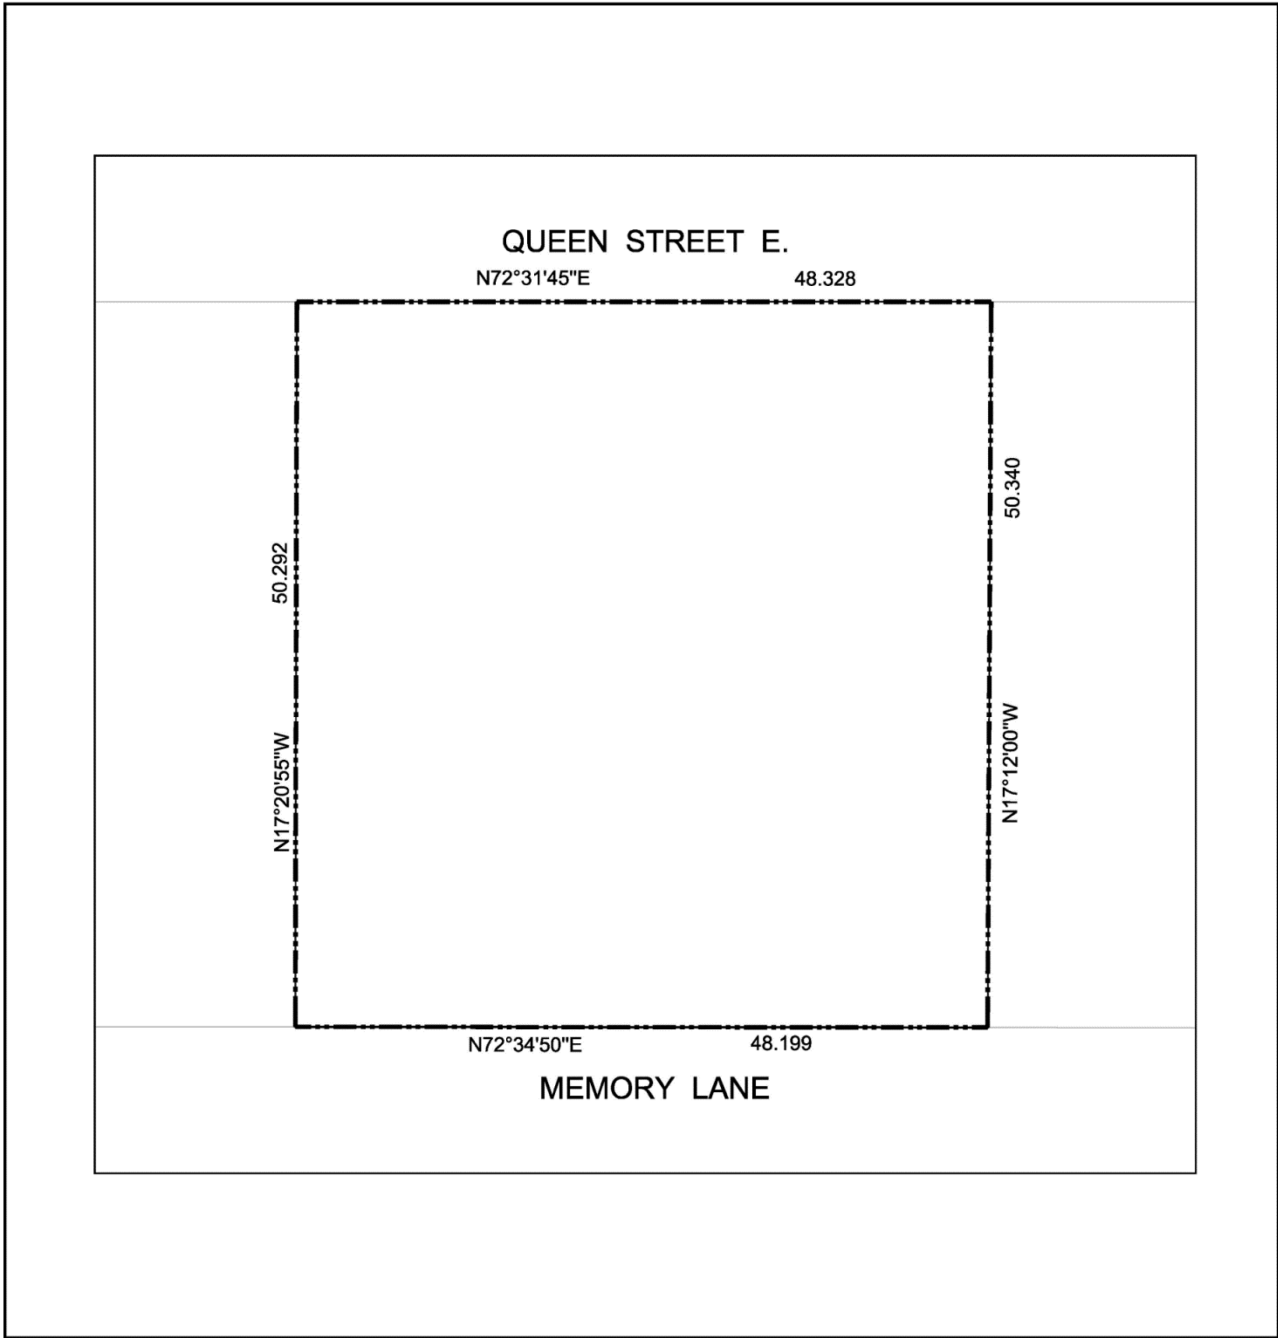 QUEEN STREET E.
N72°31'45"E 48.328
50.340
50.292
N17°20'55"W
N17°12'00"W
N72°34'50"E 48.199
MEMORY LANE